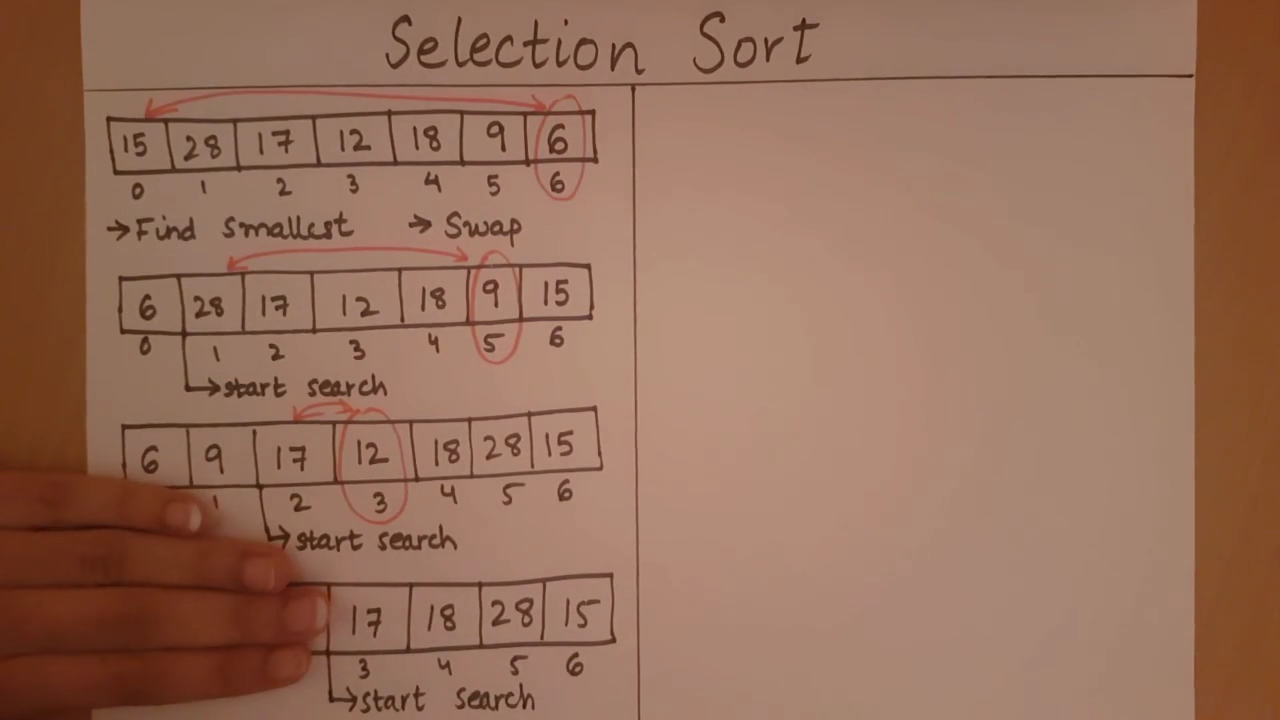 Selection Sort
15 28 17 12 18 9 6
0 1 2 3 4 5 6
→Find smallest → Swap
6 28 17 12 18 9 15
0 1 2 3 4 5 6
→start search
6 9 17 12 18 28 15
1 2 3 4 5 6
→start search
17 18 28 15
3 4 5 6
→start search